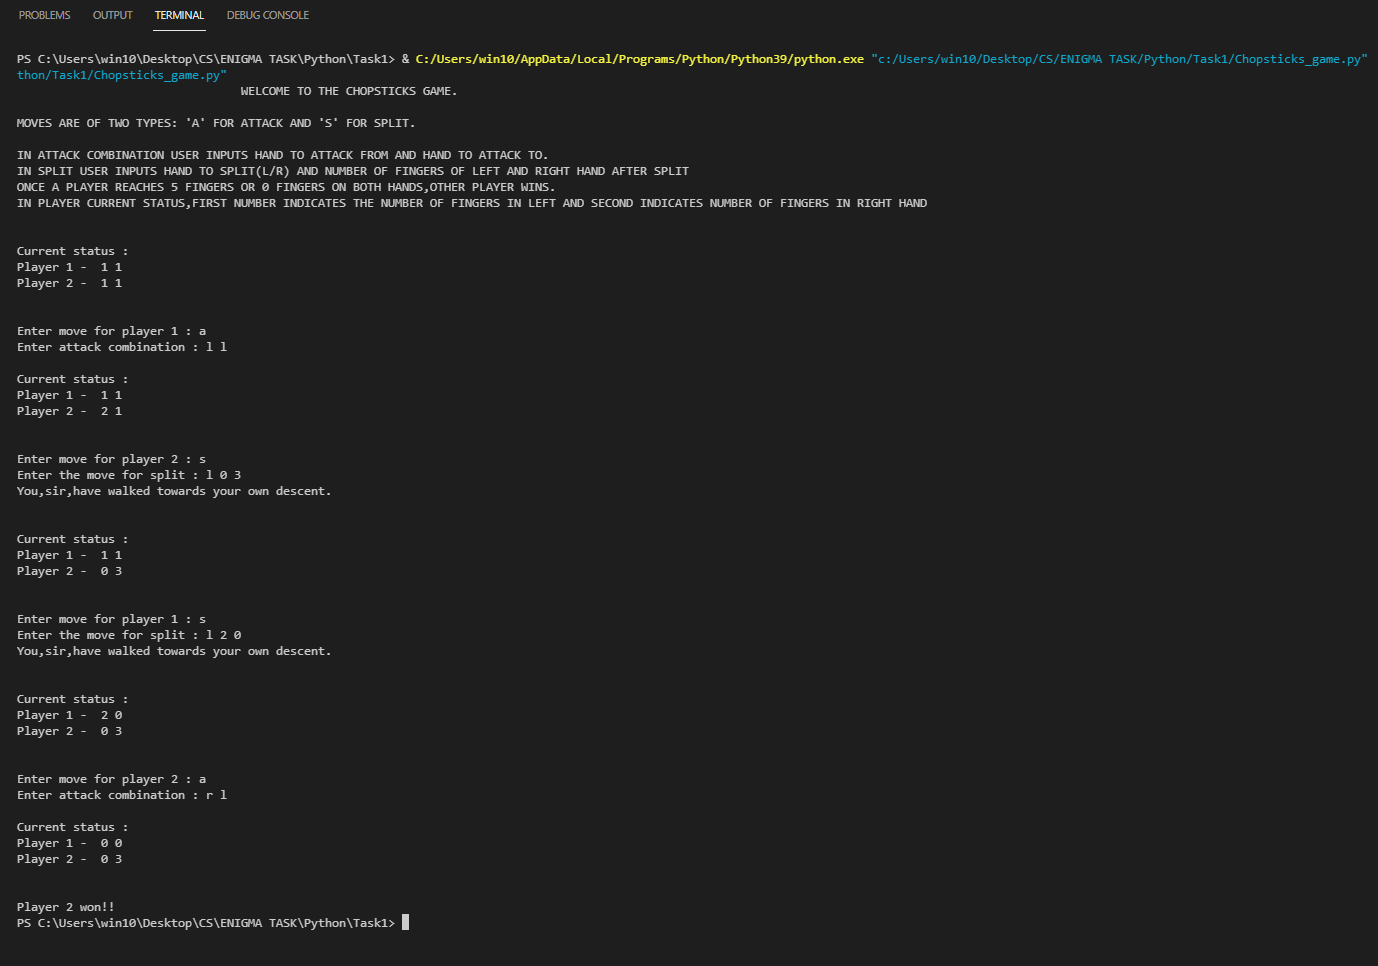 PROBLEMS OUTPUT TERMINAL DEBUG CONSOLE
PS C:\Users\win10\Desktop\CS\ENIGMA TASK\Python\Task1> & C:/Users/win10/AppData/Local/Programs/Python/Python39/python.exe "c:/Users/win10/Desktop/CS/ENIGMA TASK/Python/Task1/Chopsticks_game.py"
thon/Task1/Chopsticks_game.py"
WELCOME TO THE CHOPSTICKS GAME.
MOVES ARE OF TWO TYPES: 'A' FOR ATTACK AND 'S' FOR SPLIT.
IN ATTACK COMBINATION USER INPUTS HAND TO ATTACK FROM AND HAND TO ATTACK TO.
IN SPLIT USER INPUTS HAND TO SPLIT(L/R) AND NUMBER OF FINGERS OF LEFT AND RIGHT HAND AFTER SPLIT
ONCE A PLAYER REACHES 5 FINGERS OR 0 FINGERS ON BOTH HANDS,OTHER PLAYER WINS.
IN PLAYER CURRENT STATUS,FIRST NUMBER INDICATES THE NUMBER OF FINGERS IN LEFT AND SECOND INDICATES NUMBER OF FINGERS IN RIGHT HAND
Current status :
Player 1 -  1 1
Player 2 -  1 1
Enter move for player 1 : a
Enter attack combination : l l
Current status :
Player 1 -  1 1
Player 2 -  2 1
Enter move for player 2 : s
Enter the move for split : l 0 3
You,sir,have walked towards your own descent.
Current status :
Player 1 -  1 1
Player 2 -  0 3
Enter move for player 1 : s
Enter the move for split : l 2 0
You,sir,have walked towards your own descent.
Current status :
Player 1 -  2 0
Player 2 -  0 3
Enter move for player 2 : a
Enter attack combination : r l
Current status :
Player 1 -  0 0
Player 2 -  0 3
Player 2 won!!
PS C:\Users\win10\Desktop\CS\ENIGMA TASK\Python\Task1>